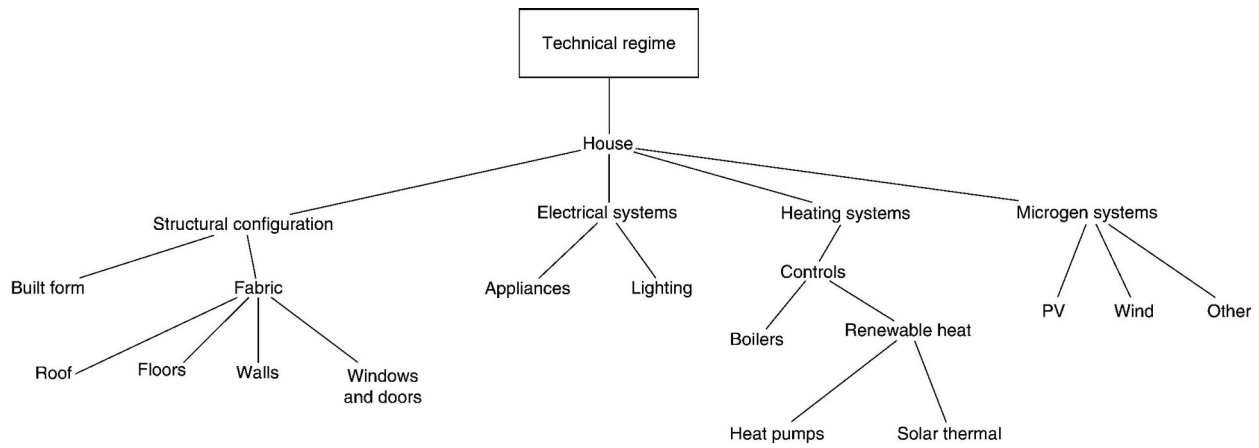 Technical regime
House
Structural configuration
Electrical systems
Heating systems
Microgen systems
Built form
Fabric
Appliances
Lighting
Controls
PV
Wind
Other
Boilers
Renewable heat
Roof
Floors
Walls
Windows
and doors
Heat pumps
Solar thermal